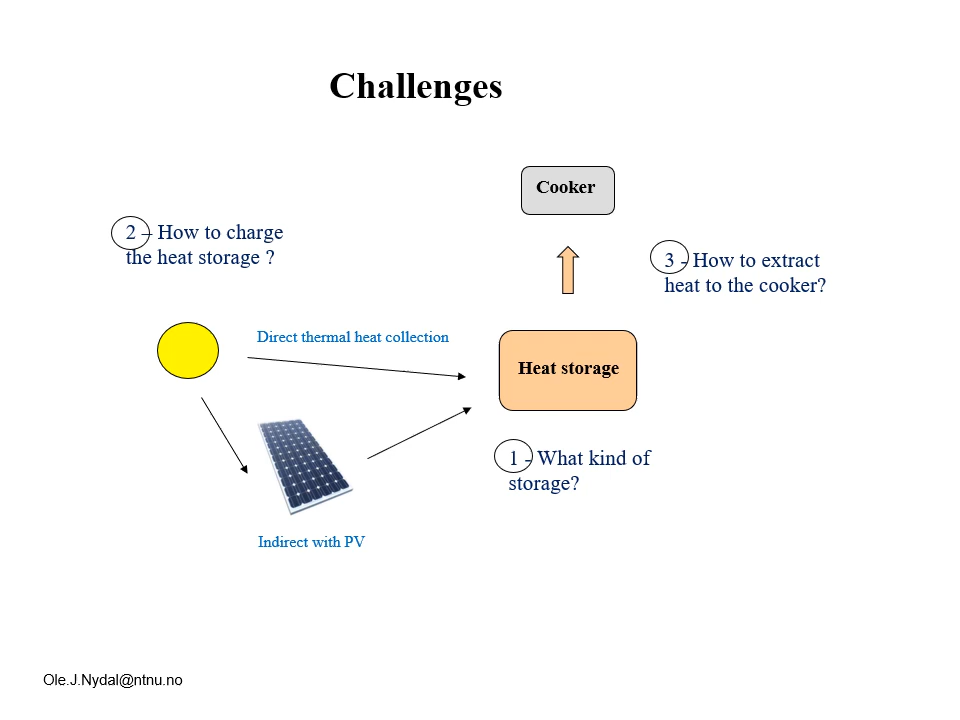 Challenges
Cooker
2 – How to charge
the heat storage ?
3 - How to extract
heat to the cooker?
Direct thermal heat collection
Heat storage
1 - What kind of
storage?
Indirect with PV
Ole.J.Nydal@ntnu.no